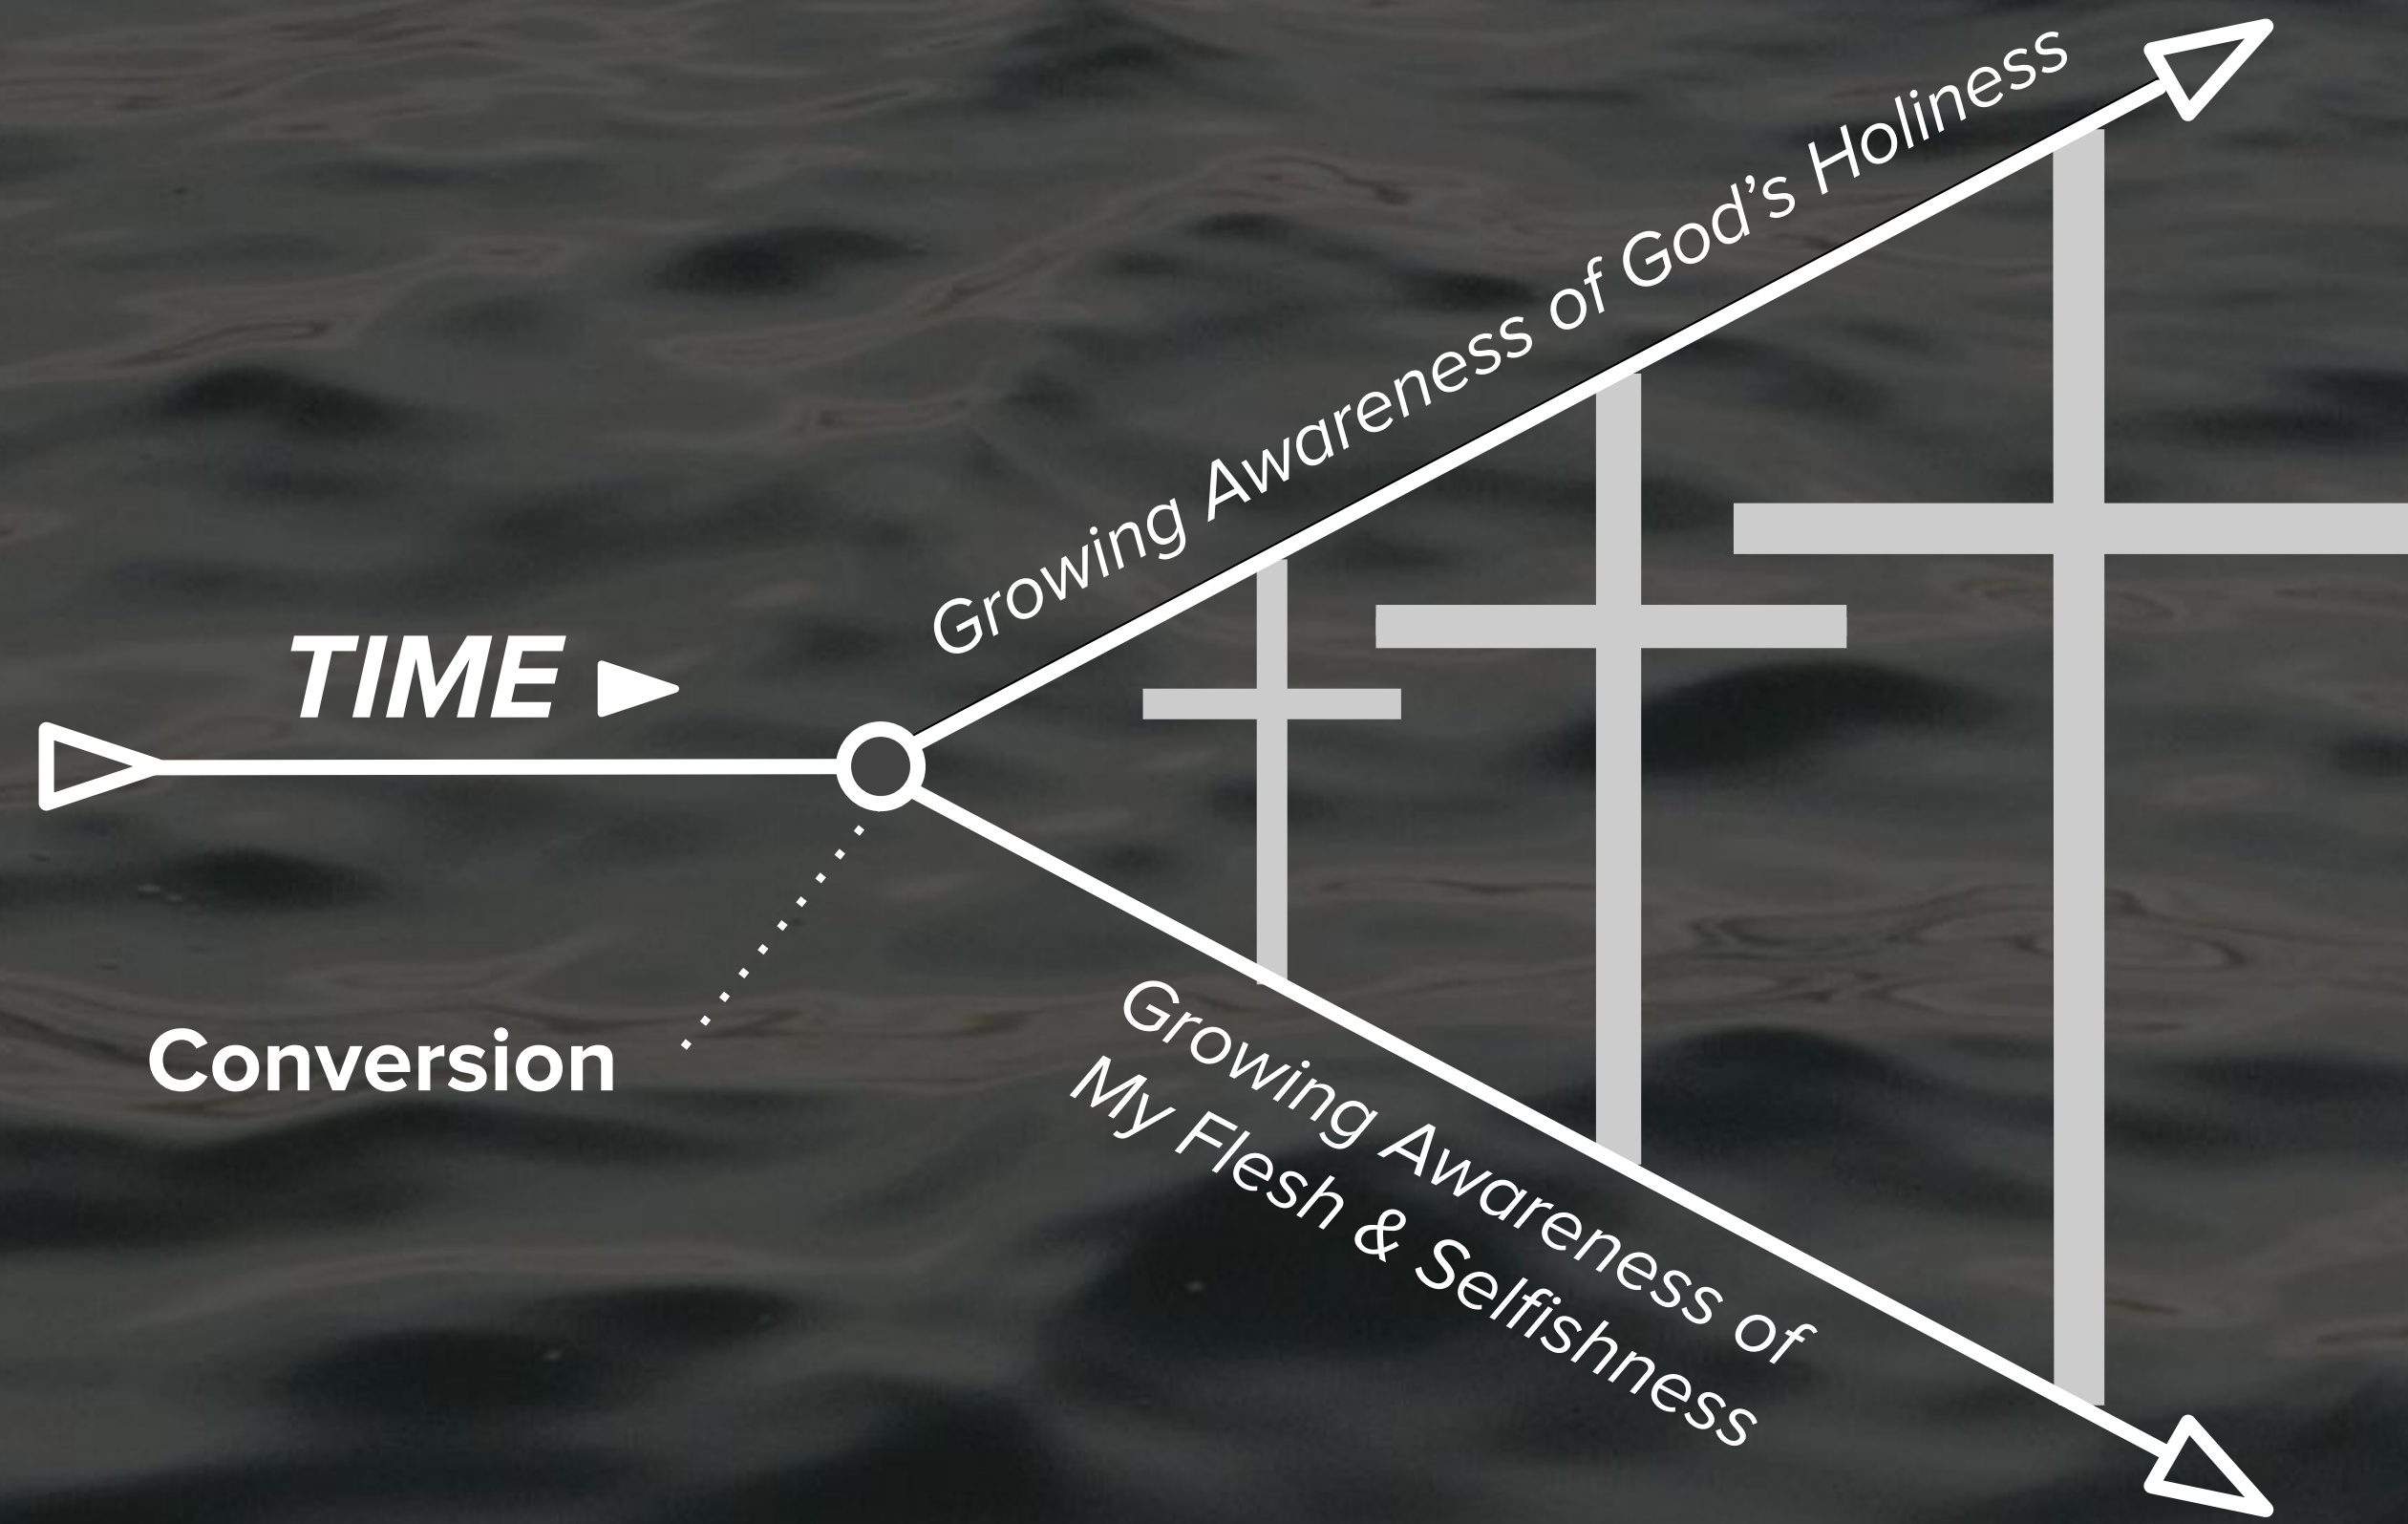 Growing Awareness of God’s Holiness
TIME
Conversion
Growing Awareness of
My Flesh & Selfishness